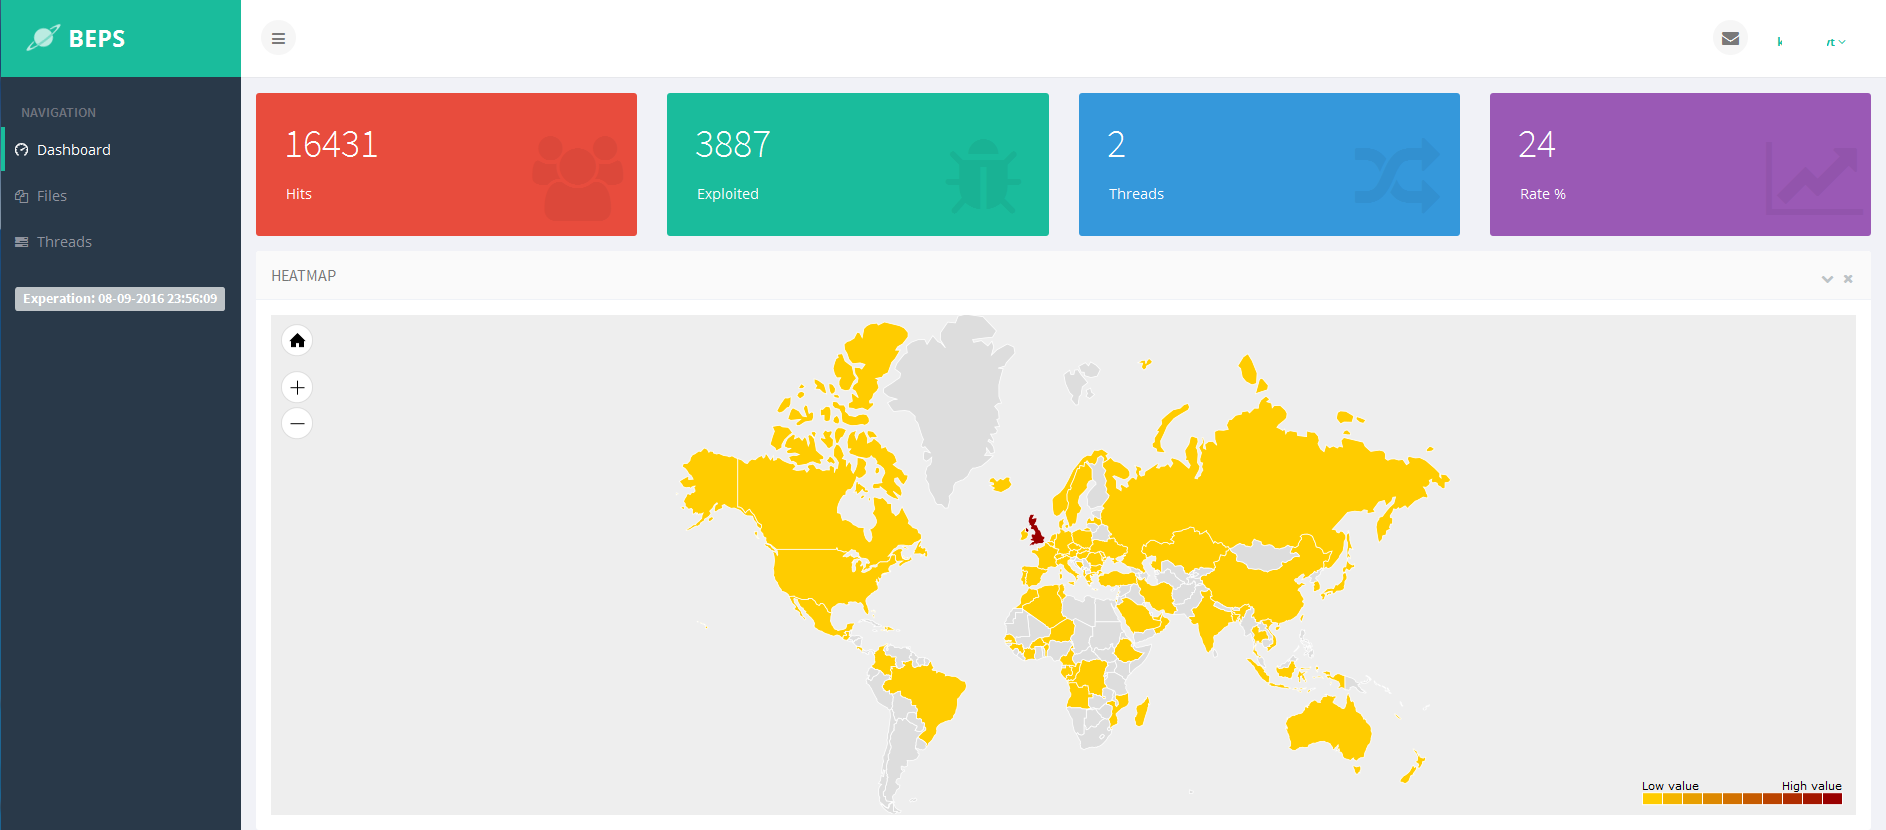 BEPS
NAVIGATION
Dashboard
Files
Threads
Experation: 08-09-2016 23:56:09
16431
Hits
3887
Exploited
2
Threads
24
Rate %
HEATMAP
Low value
High value